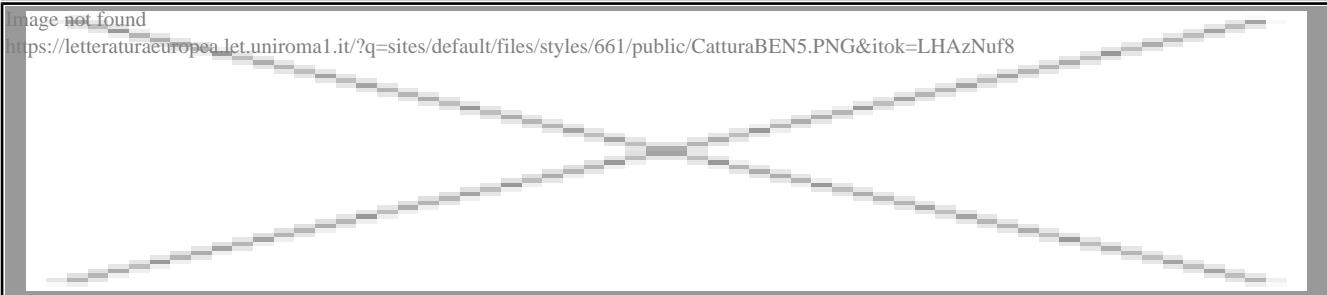 Image not found
https://letteraturaeuropea.let.uniroma1.it/?q=sites/default/files/styles/661/public/CatturaBEN5.PNG&itok=LHAzNuf8